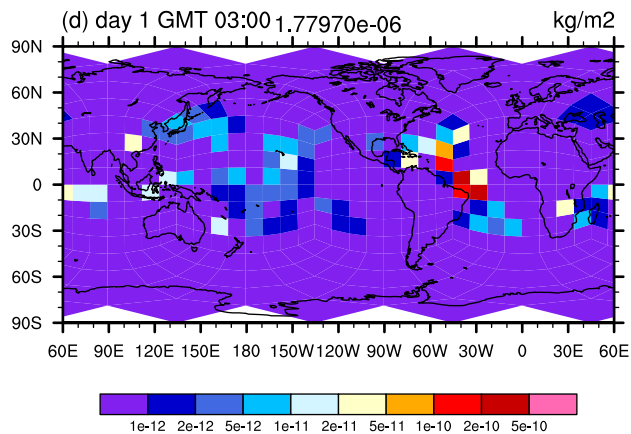 (d) day 1 GMT 03:00 1.77970e-06 kg/m2
90N
60N
30N
0
30S
60S
90S
60E 90E 120E 150E 180 150W 120W 90W 60W 30W 0 30E 60E
1e-12 2e-12 5e-12 1e-11 2e-11 5e-11 1e-10 2e-10 5e-10